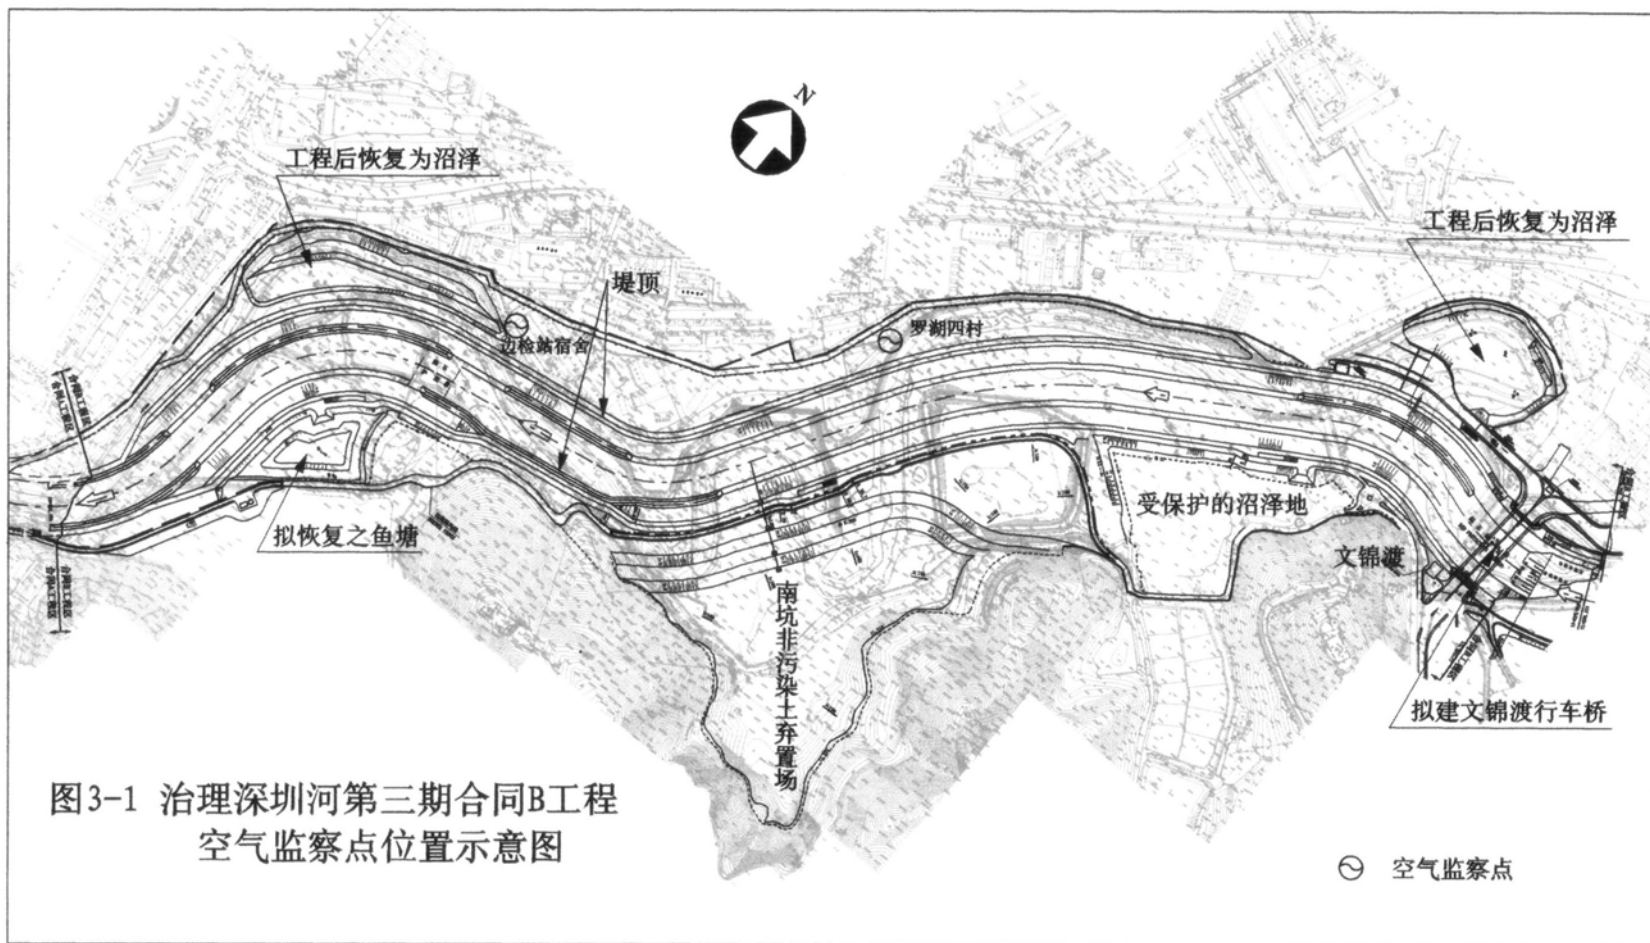 N
工程后恢复为沼泽
工程后恢复为沼泽
堤顶
边检站宿舍
罗湖四村
受保护的沼泽地
拟恢复之鱼塘
文锦渡
南坑非污染土弃置场
拟建文锦渡行车桥
图3-1 治理深圳河第三期合同B工程
空气监察点位置示意图
空气监察点